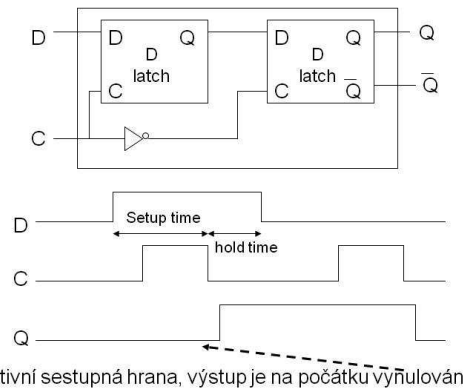 D D Q D Q Q
D D
latch latch Q̅ Q̅
C C
C
D
Setup time
hold time
C
Q
tivní sestupná hrana, výstup je na počátku vynulován